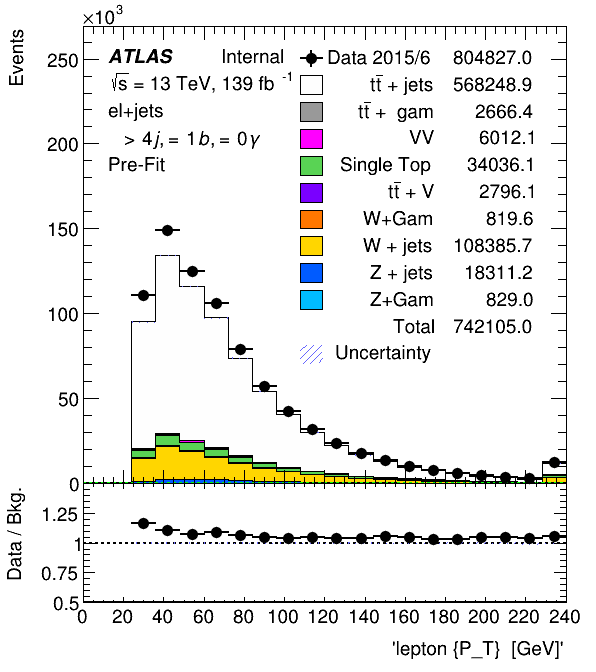 ×10³
Events
250
200
150
100
50
0
ATLAS Internal
√s = 13 TeV, 139 fb⁻¹
el+jets
> 4j, = 1b, = 0γ
Pre-Fit
Data 2015/6 804827.0
tt̄ + jets 568248.9
tt̄ + gam 2666.4
VV 6012.1
Single Top 34036.1
tt̄ + V 2796.1
W+Gam 819.6
W + jets 108385.7
Z + jets 18311.2
Z+Gam 829.0
Total 742105.0
Uncertainty
Data / Bkg.
1.25
1
0.75
0.5
0 20 40 60 80 100 120 140 160 180 200 220 240
'lepton {P_T} [GeV]'